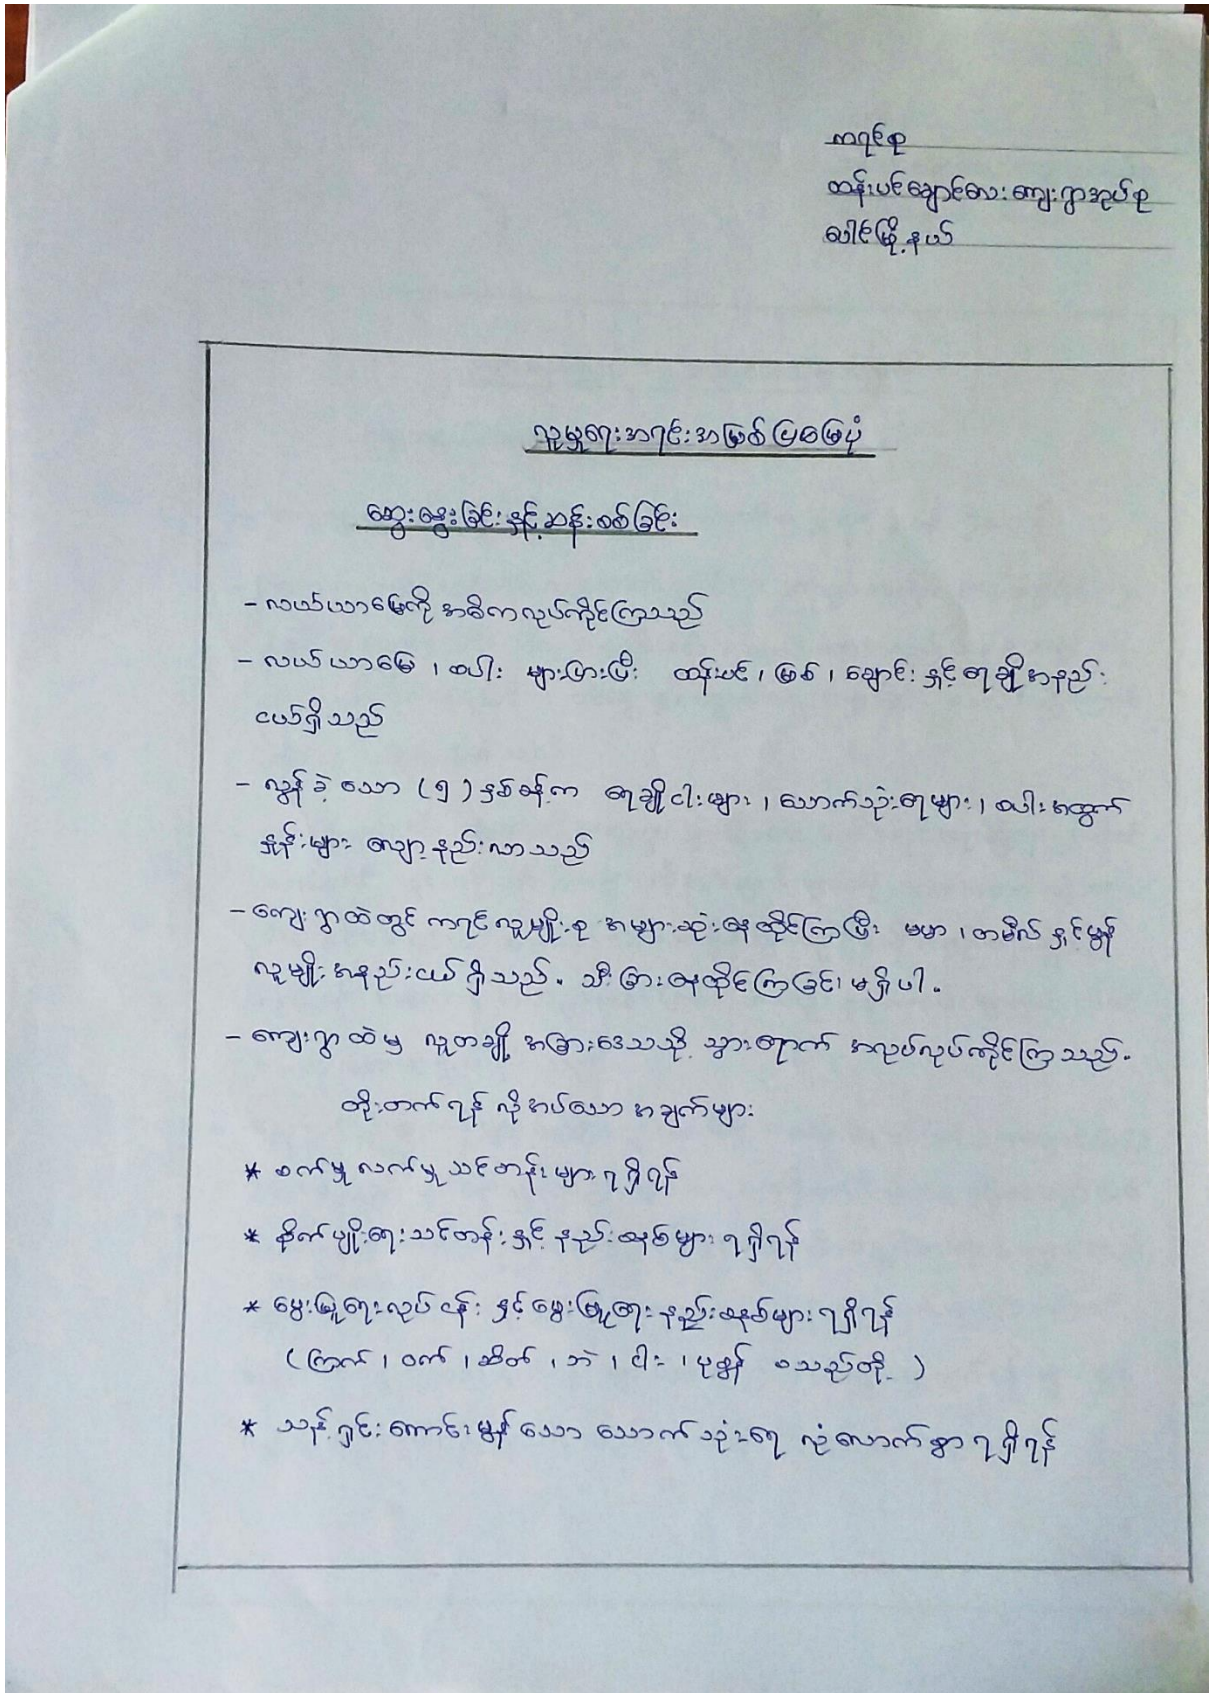 ကရင်စု
ထန်းပင်ချောင်လေးကျေးရွာအုပ်စု
ပေါင်မြို့နယ်
လူမှုရေးအရင်းအမြစ်ပြမြေပုံ
ဆွေးနွေးခြင်းနှင့်ဆန်းစစ်ခြင်း
- လယ်ယာမြေကို အဓိကလုပ်ကိုင်ကြသည်
- လယ်ယာမြေ ၊ စပါး များပြားပြီး ထန်းပင် ၊ မြစ် ၊ ချောင်း နှင့် ရေချိုအနည်း
ငယ်ရှိသည်
- လွန်ခဲ့သော (၅) နှစ်ခန့်က ရေချိုငါးများ ၊ သောက်သုံးရေများ ၊ စပါးအထွက်
နှုန်းများ လျော့နည်းလာသည်
- ကျေးရွာထဲတွင် ကရင်လူမျိုးစု အများဆုံးနေထိုင်ကြပြီး ဗမာ ၊ တမီလ် နှင့်မွန်
လူမျိုး အနည်းငယ် ရှိသည်။ သီးခြားနေထိုင်ကြခြင်း မရှိပါ။
- ကျေးရွာထဲမှ လူတချို့ အခြားဒေသသို့ သွားရောက် အလုပ်လုပ်ကိုင်ကြသည်။
တိုးတက်ရန် လိုအပ်သော အချက်များ
* စက်မှုလက်မှုသင်တန်းများရရှိရန်
* စိုက်ပျိုးရေးသင်တန်းနှင့် နည်းစနစ်များ ရရှိရန်
* မွေးမြူရေးလုပ်ငန်း နှင့်မွေးမြူရေးနည်းစနစ်များရရှိရန်
(ကြက် ၊ ဝက် ၊ ဆိတ် ၊ ဘဲ ၊ ငါး ၊ ပုစွန် စသည်တို့)
* သန့်ရှင်းကောင်းမွန်သော သောက်သုံးရေ လုံလောက်စွာရရှိရန်